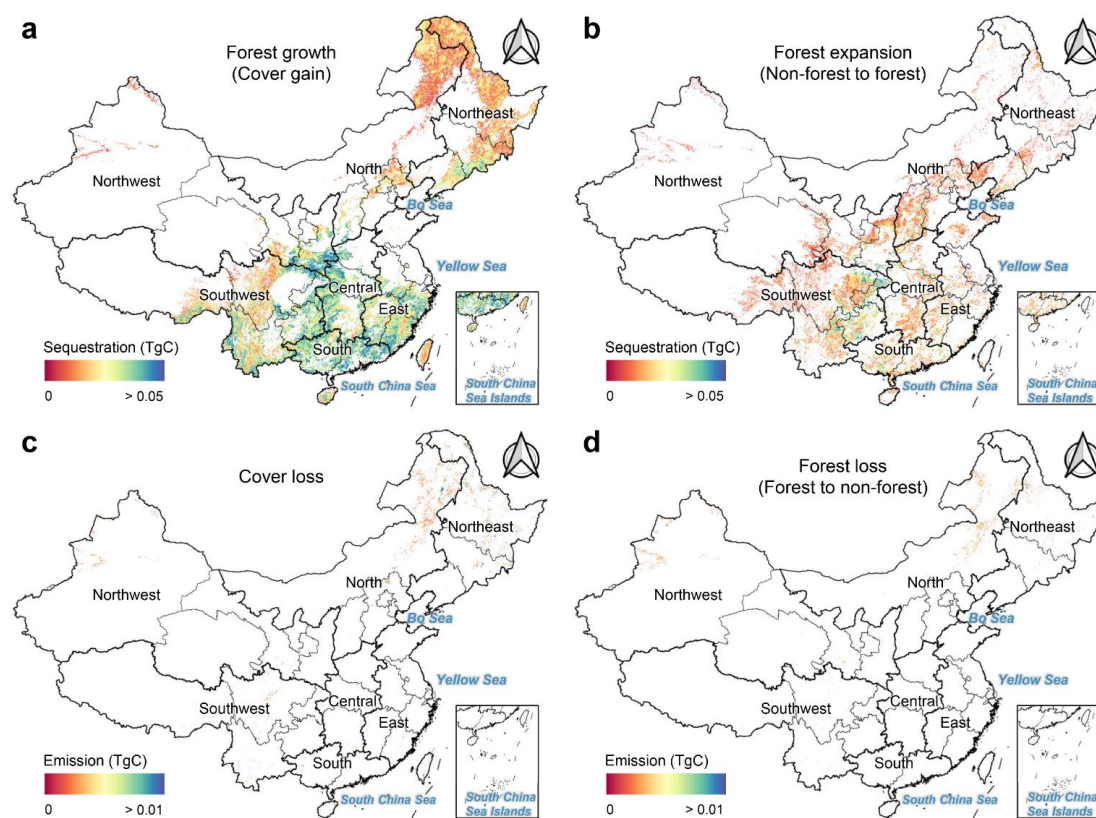 a
Forest growth
(Cover gain)
Northeast
North
Northwest
Bo Sea
Yellow Sea
Southwest
Central
East
South
Sequestration (TgC)
0
> 0.05
South China Sea
South China
Sea Islands
b
Forest expansion
(Non-forest to forest)
Northeast
North
Northwest
Bo Sea
Yellow Sea
Southwest
Central
East
South
Sequestration (TgC)
0
> 0.05
South China Sea
South China
Sea Islands
c
Cover loss
Northeast
North
Northwest
Bo Sea
Yellow Sea
Southwest
Central
East
South
Emission (TgC)
0
> 0.01
South China Sea
South China
Sea Islands
d
Forest loss
(Forest to non-forest)
Northeast
North
Northwest
Bo Sea
Yellow Sea
Southwest
Central
East
South
Emission (TgC)
0
> 0.01
South China Sea
South China
Sea Islands